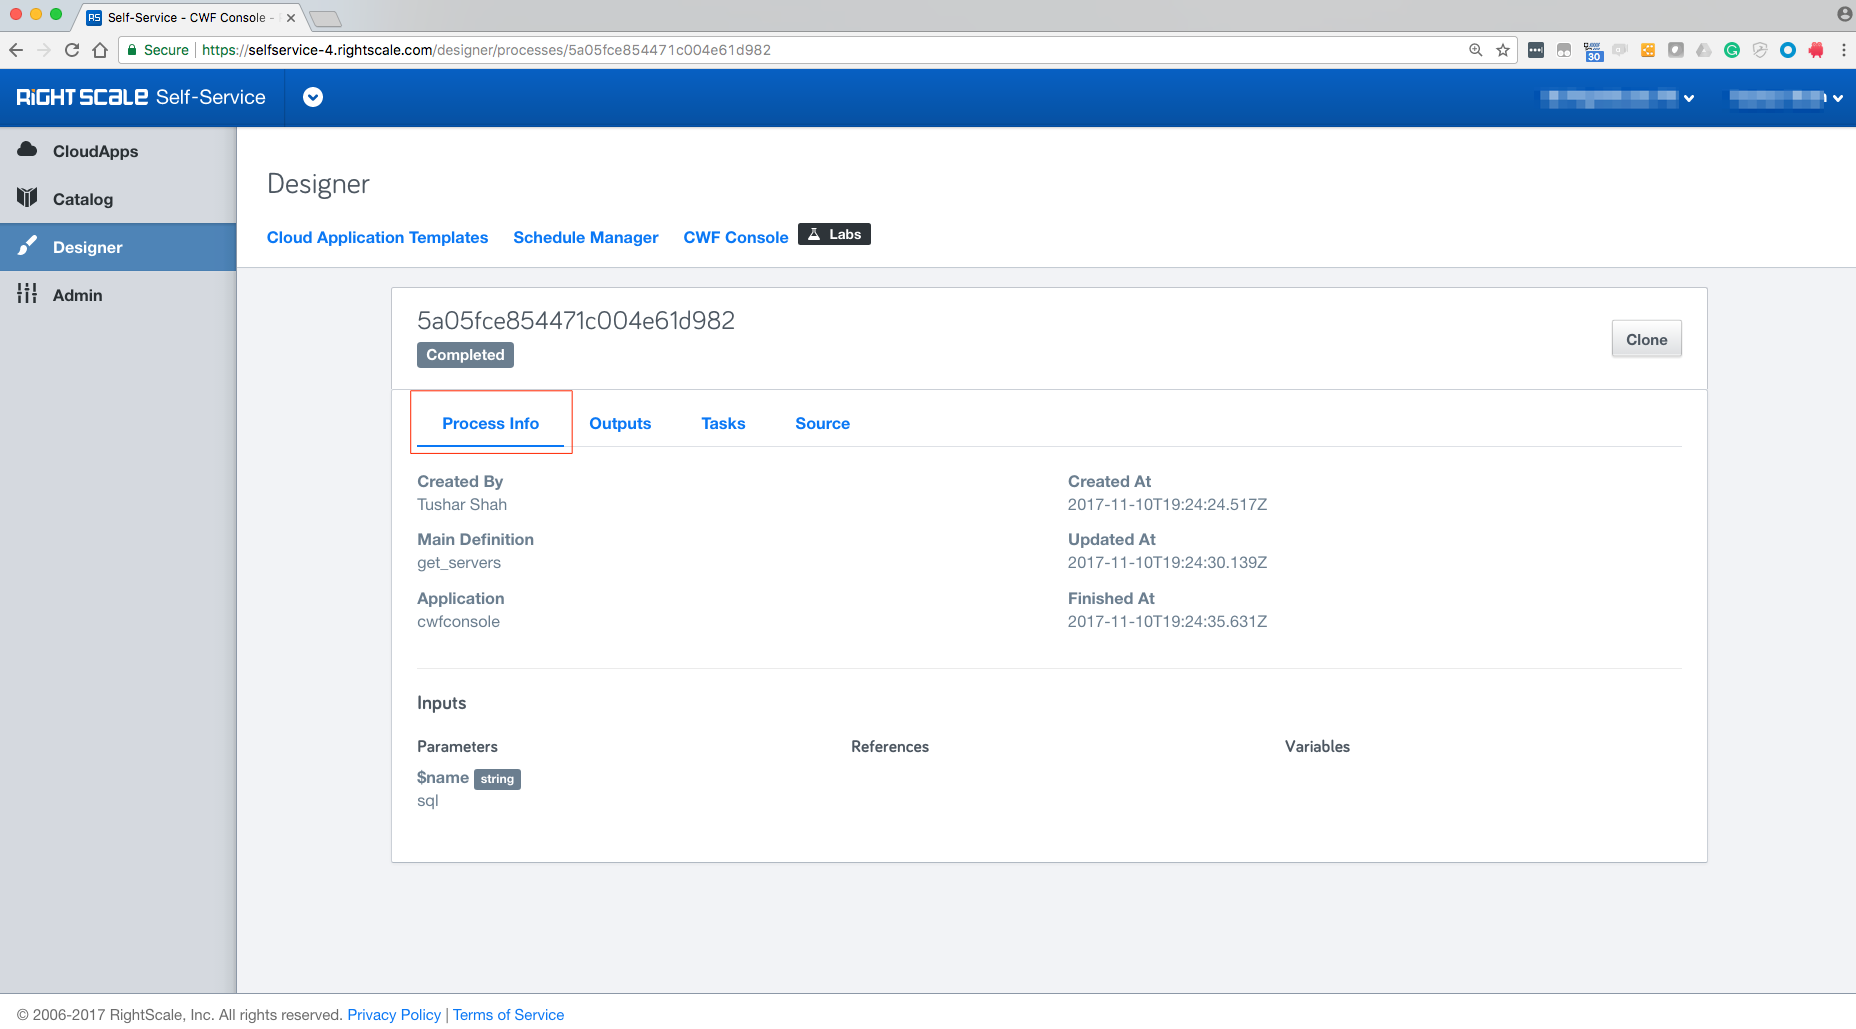 Self-Service - CWF Console -
Secure | https://selfservice-4.rightscale.com/designer/processes/5a05fce854471c004e61d982
30
RIGHTSCALE Self-Service
CloudApps
Catalog
Designer
Admin
Designer
Cloud Application Templates Schedule Manager CWF Console Labs
5a05fce854471c004e61d982
Completed
Clone
Process Info Outputs Tasks Source
Created By
Tushar Shah
Created At
2017-11-10T19:24:24.517Z
Main Definition
get_servers
Updated At
2017-11-10T19:24:30.139Z
Application
cwfconsole
Finished At
2017-11-10T19:24:35.631Z
Inputs
Parameters References Variables
$name string
sql
© 2006-2017 RightScale, Inc. All rights reserved. Privacy Policy | Terms of Service